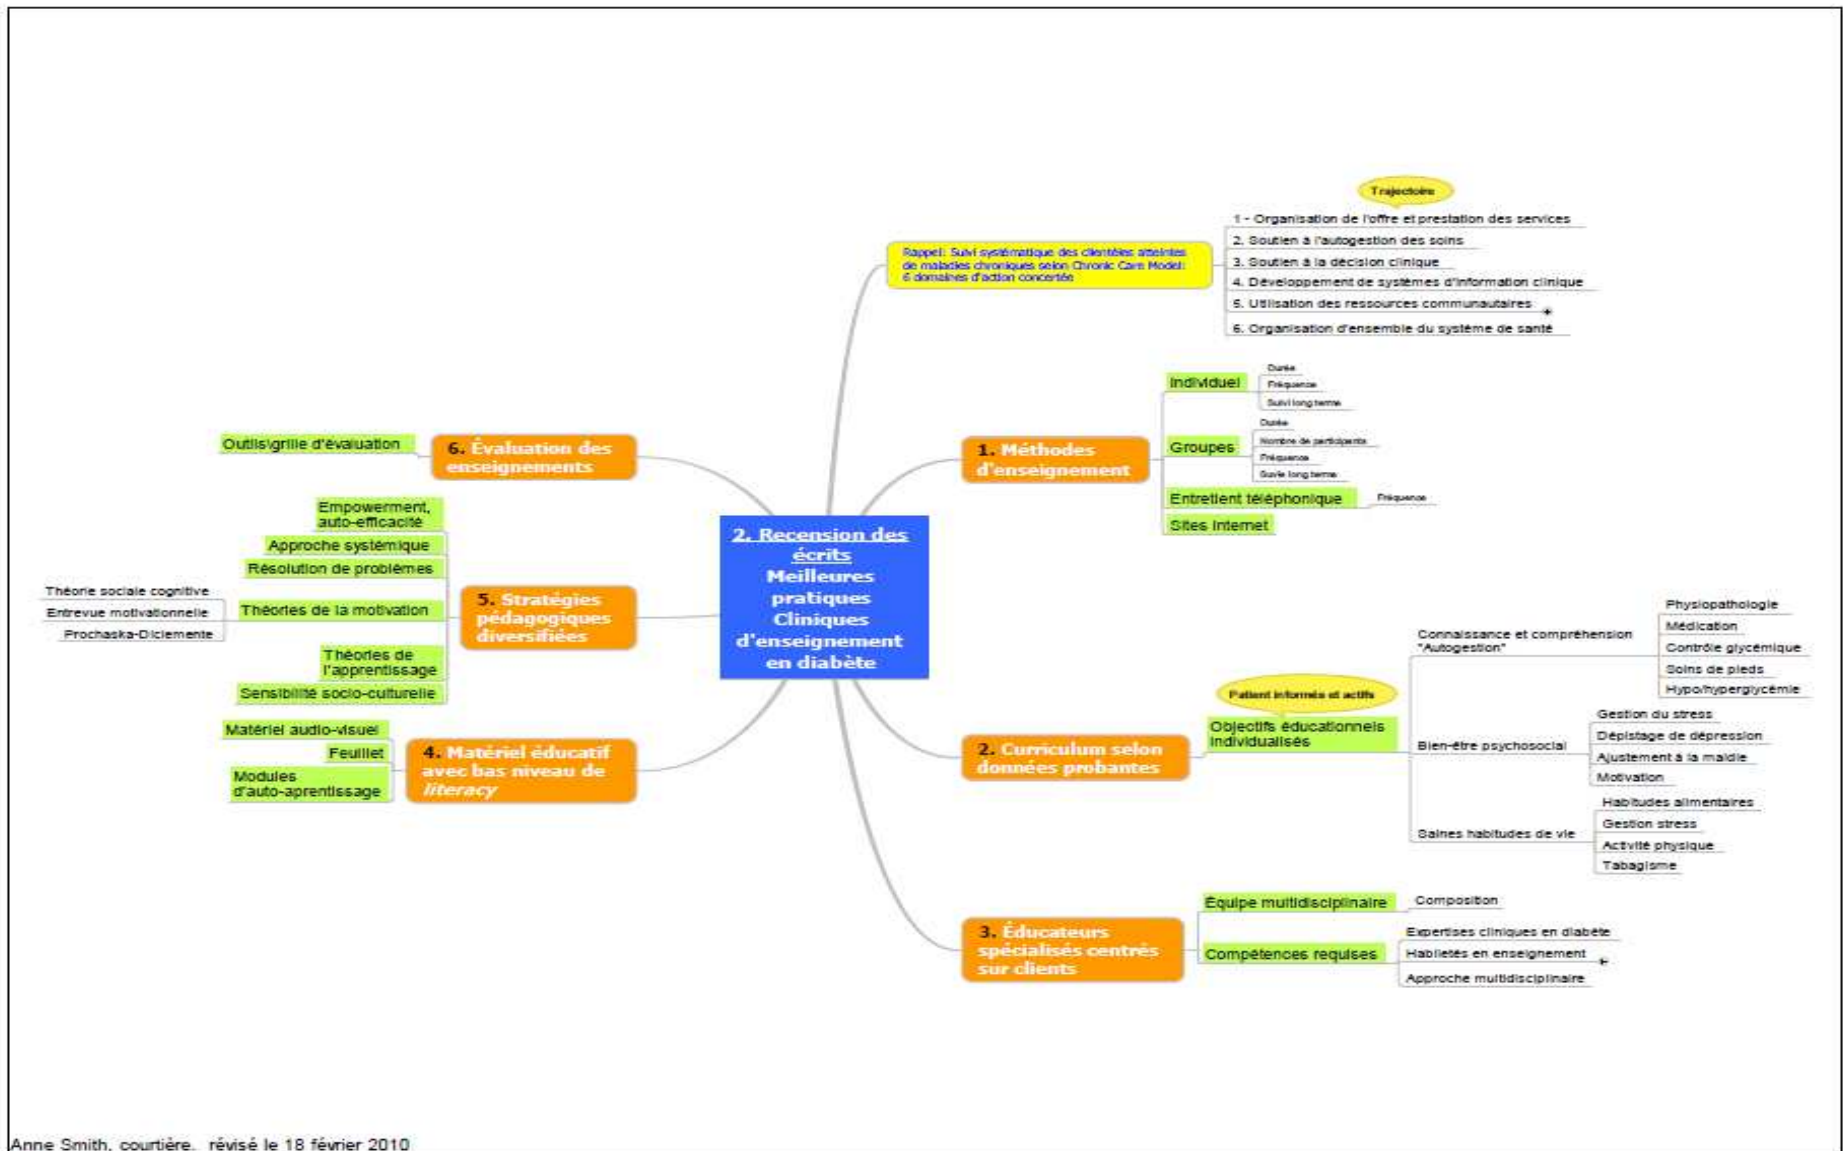 Trajectoire
Rappel: Suivi systématique des clientèles atteintes
de maladies chroniques selon Chronic Care Model:
6 domaines d'action concertée
1 - Organisation de l'offre et prestation des services
2. Soutien à l'autogestion des soins
3. Soutien à la décision clinique
4. Développement de systèmes d'information clinique
5. Utilisation des ressources communautaires
6. Organisation d'ensemble du système de santé
2. Recension des
écrits
Meilleures
pratiques
Cliniques
d'enseignement
en diabète
1. Méthodes
d'enseignement
Individuel
Durée
Fréquence
Suivi long terme
Groupes
Durée
Nombre de participants
Fréquence
Suvie long terme
Entretient téléphonique
Fréquence
Sites Internet
2. Curriculum selon
données probantes
Patient informés et actifs
Objectifs éducationnels
individualisés
Connaissance et compréhension
"Autogestion"
Physiopathologie
Médication
Contrôle glycémique
Soins de pieds
Hypo/hyperglycémie
Bien-être psychosocial
Gestion du stress
Dépistage de dépression
Ajustement à la maldie
Motivation
Saines habitudes de vie
Habitudes alimentaires
Gestion stress
Activité physique
Tabagisme
3. Éducateurs
spécialisés centrés
sur clients
Équipe multidisciplinaire
Composition
Compétences requises
Expertises cliniques en diabète
Habiletés en enseignement
Approche multidisciplinaire
4. Matériel éducatif
avec bas niveau de
literacy
Matériel audio-visuel
Feuillet
Modules
d'auto-aprentissage
5. Stratégies
pédagogiques
diversifiées
Empowerment,
auto-efficacité
Approche systémique
Résolution de problèmes
Théories de la motivation
Théorie sociale cognitive
Entrevue motivationnelle
Prochaska-Diclemente
Théories de
l'apprentissage
Sensibilité socio-culturelle
6. Évaluation des
enseignements
Outils\grille d'évaluation
Anne Smith, courtière, révisé le 18 février 2010